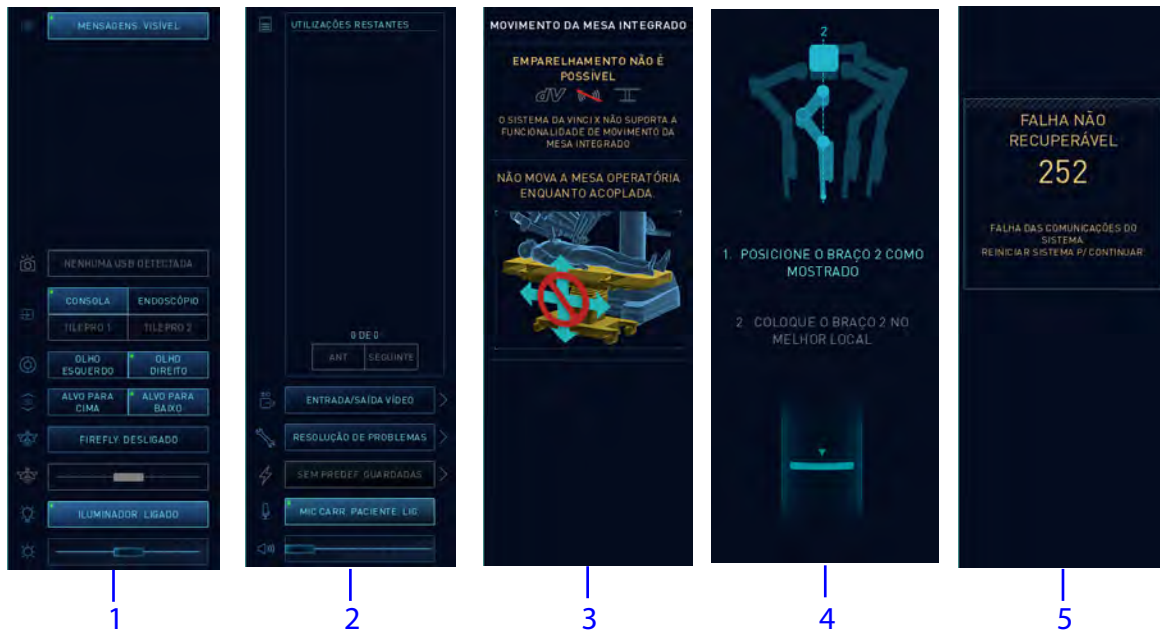 MENSAGENS VISÍVEL
NENHUMA USB DETECTADA
CONSOLA
ENDOSCÓPIO
TILEPRO 1
TILEPRO 2
OLHO
ESQUERDO
OLHO
DIREITO
ALVO PARA
CIMA
ALVO PARA
BAIXO
FIREFLY DESLIGADO
ILUMINADOR LIGADO
1
UTILIZAÇÕES RESTANTES
0 DE 0
ANT
SEGUINTE
ENTRADA/SAÍDA VÍDEO
RESOLUÇÃO DE PROBLEMAS
SEM PREDEF GUARDADAS
MIC CARR. PACIENTE LIG
2
MOVIMENTO DA MESA INTEGRADO
EMPARELHAMENTO NÃO É
POSSÍVEL
dV
O SISTEMA DA VINCI X NÃO SUPORTA A
FUNCIONALIDADE DE MOVIMENTO DA
MESA INTEGRADO
NÃO MOVA A MESA OPERATÓRIA
ENQUANTO ACOPLADA.
3
2
1. POSICIONE O BRAÇO 2 COMO
MOSTRADO
2 COLOQUE O BRAÇO 2 NO
MELHOR LOCAL
4
FALHA NÃO
RECUPERÁVEL
252
FALHA DAS COMUNICAÇÕES DO
SISTEMA
REINICIAR SISTEMA P/ CONTINUAR
5